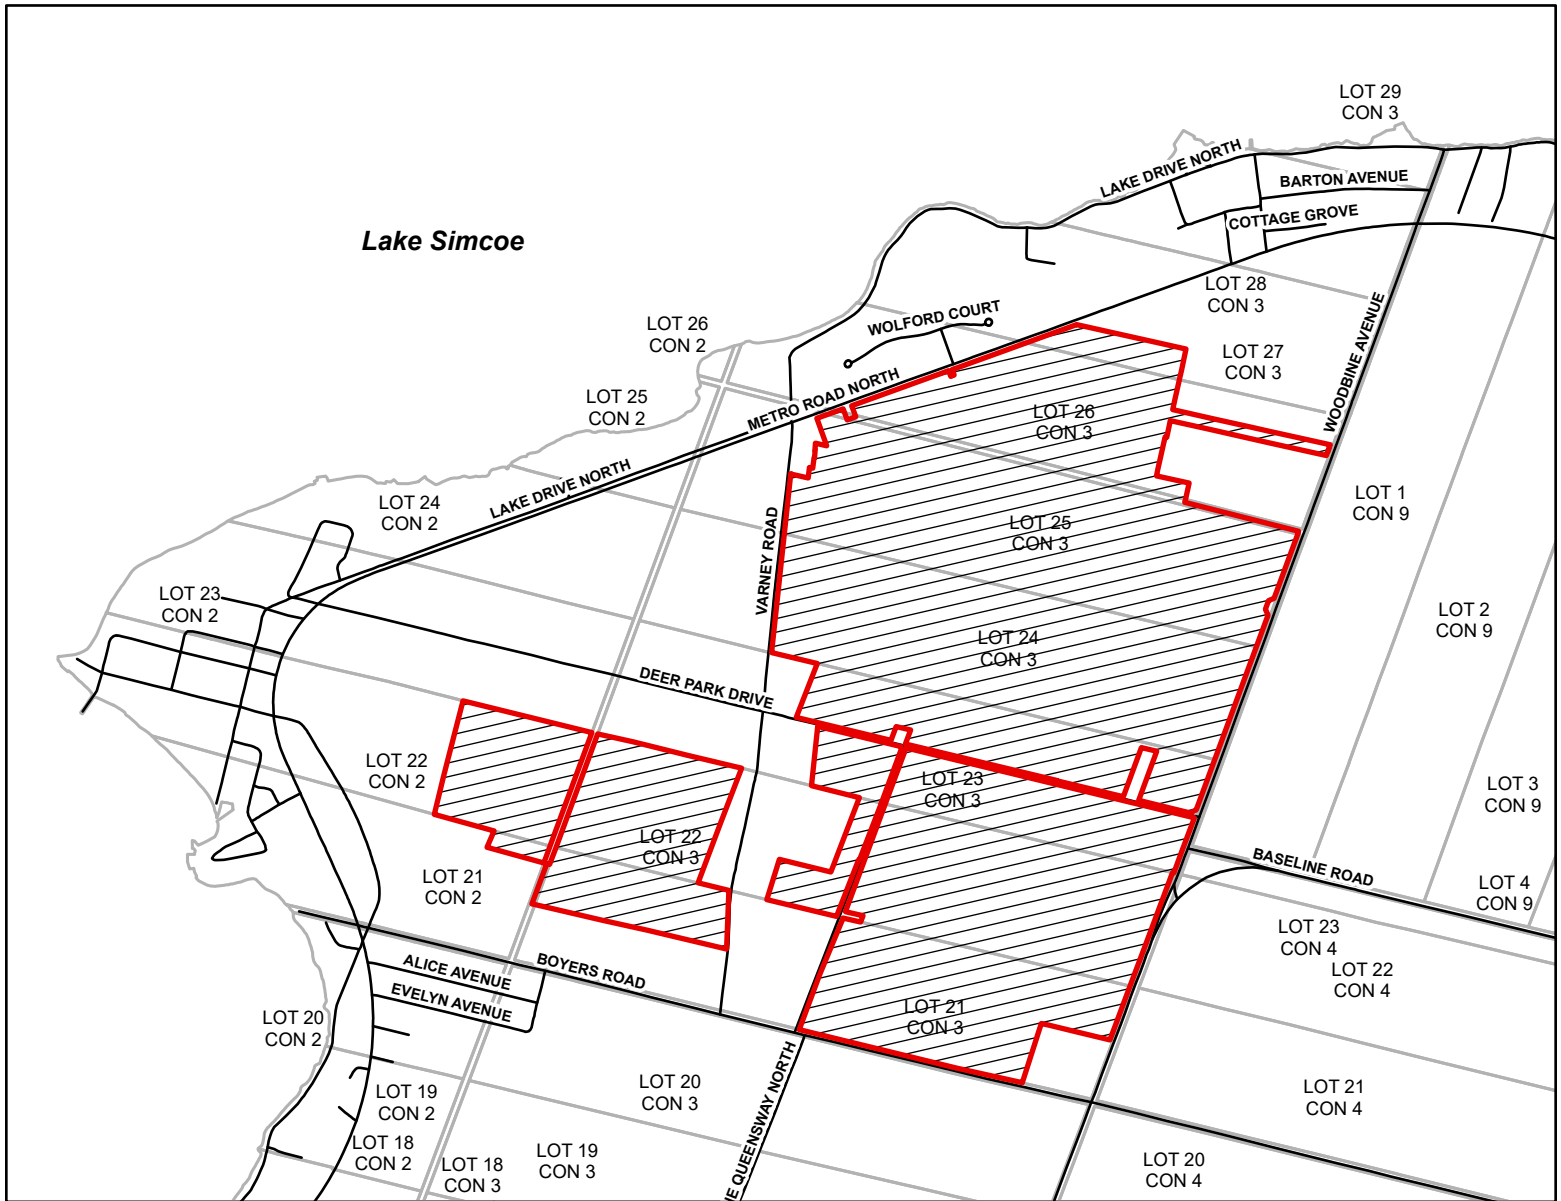 LOT 29
CON 3
LAKE DRIVE NORTH
BARTON AVENUE
COTTAGE GROVE
Lake Simcoe
LOT 28
CON 3
WOLFORD COURT
LOT 26
CON 2
LOT 27
CON 3
WOODBINE AVENUE
METRO ROAD NORTH
LOT 25
CON 2
LOT 26
CON 3
LAKE DRIVE NORTH
LOT 24
CON 2
LOT 1
CON 9
LOT 25
CON 3
VARNEY ROAD
LOT 23
CON 2
LOT 2
CON 9
LOT 24
CON 3
DEER PARK DRIVE
LOT 22
CON 2
LOT 23
CON 3
LOT 3
CON 9
LOT 22
CON 3
BASELINE ROAD
LOT 21
CON 2
LOT 4
CON 9
LOT 23
CON 4
LOT 22
CON 4
ALICE AVENUE
BOYERS ROAD
EVELYN AVENUE
LOT 21
CON 3
LOT 20
CON 2
LOT 20
CON 3
LOT 19
CON 2
LOT 21
CON 4
HE QUEENSWAY NORTH
LOT 18
CON 2
LOT 18
CON 3
LOT 19
CON 3
LOT 20
CON 4